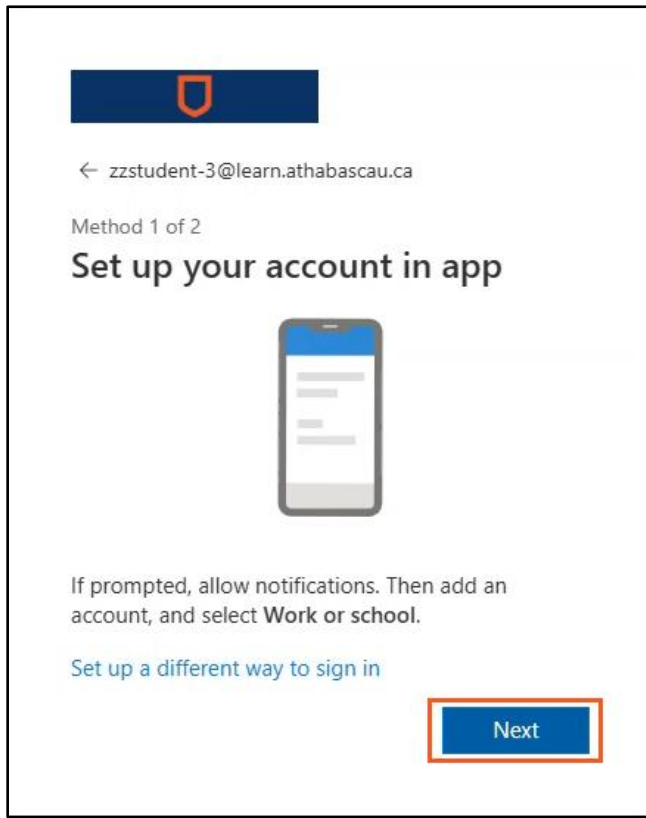 ← zzstudent-3@learn.athabascau.ca
Method 1 of 2
Set up your account in app
If prompted, allow notifications. Then add an
account, and select Work or school.
Set up a different way to sign in
Next